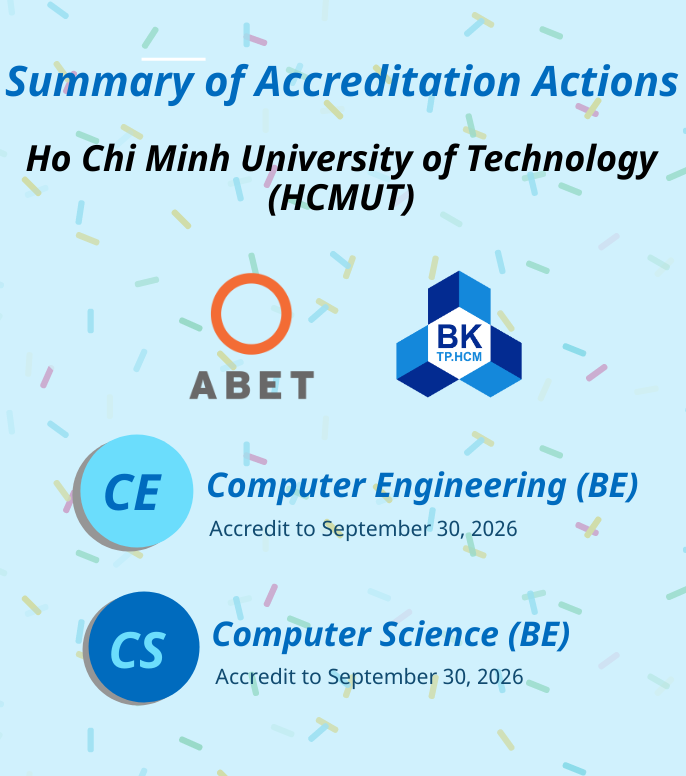 Summary of Accreditation Actions
Ho Chi Minh University of Technology
(HCMUT)
ABET
BK
TP.HCM
CE
Computer Engineering (BE)
Accredit to September 30, 2026
CS
Computer Science (BE)
Accredit to September 30, 2026